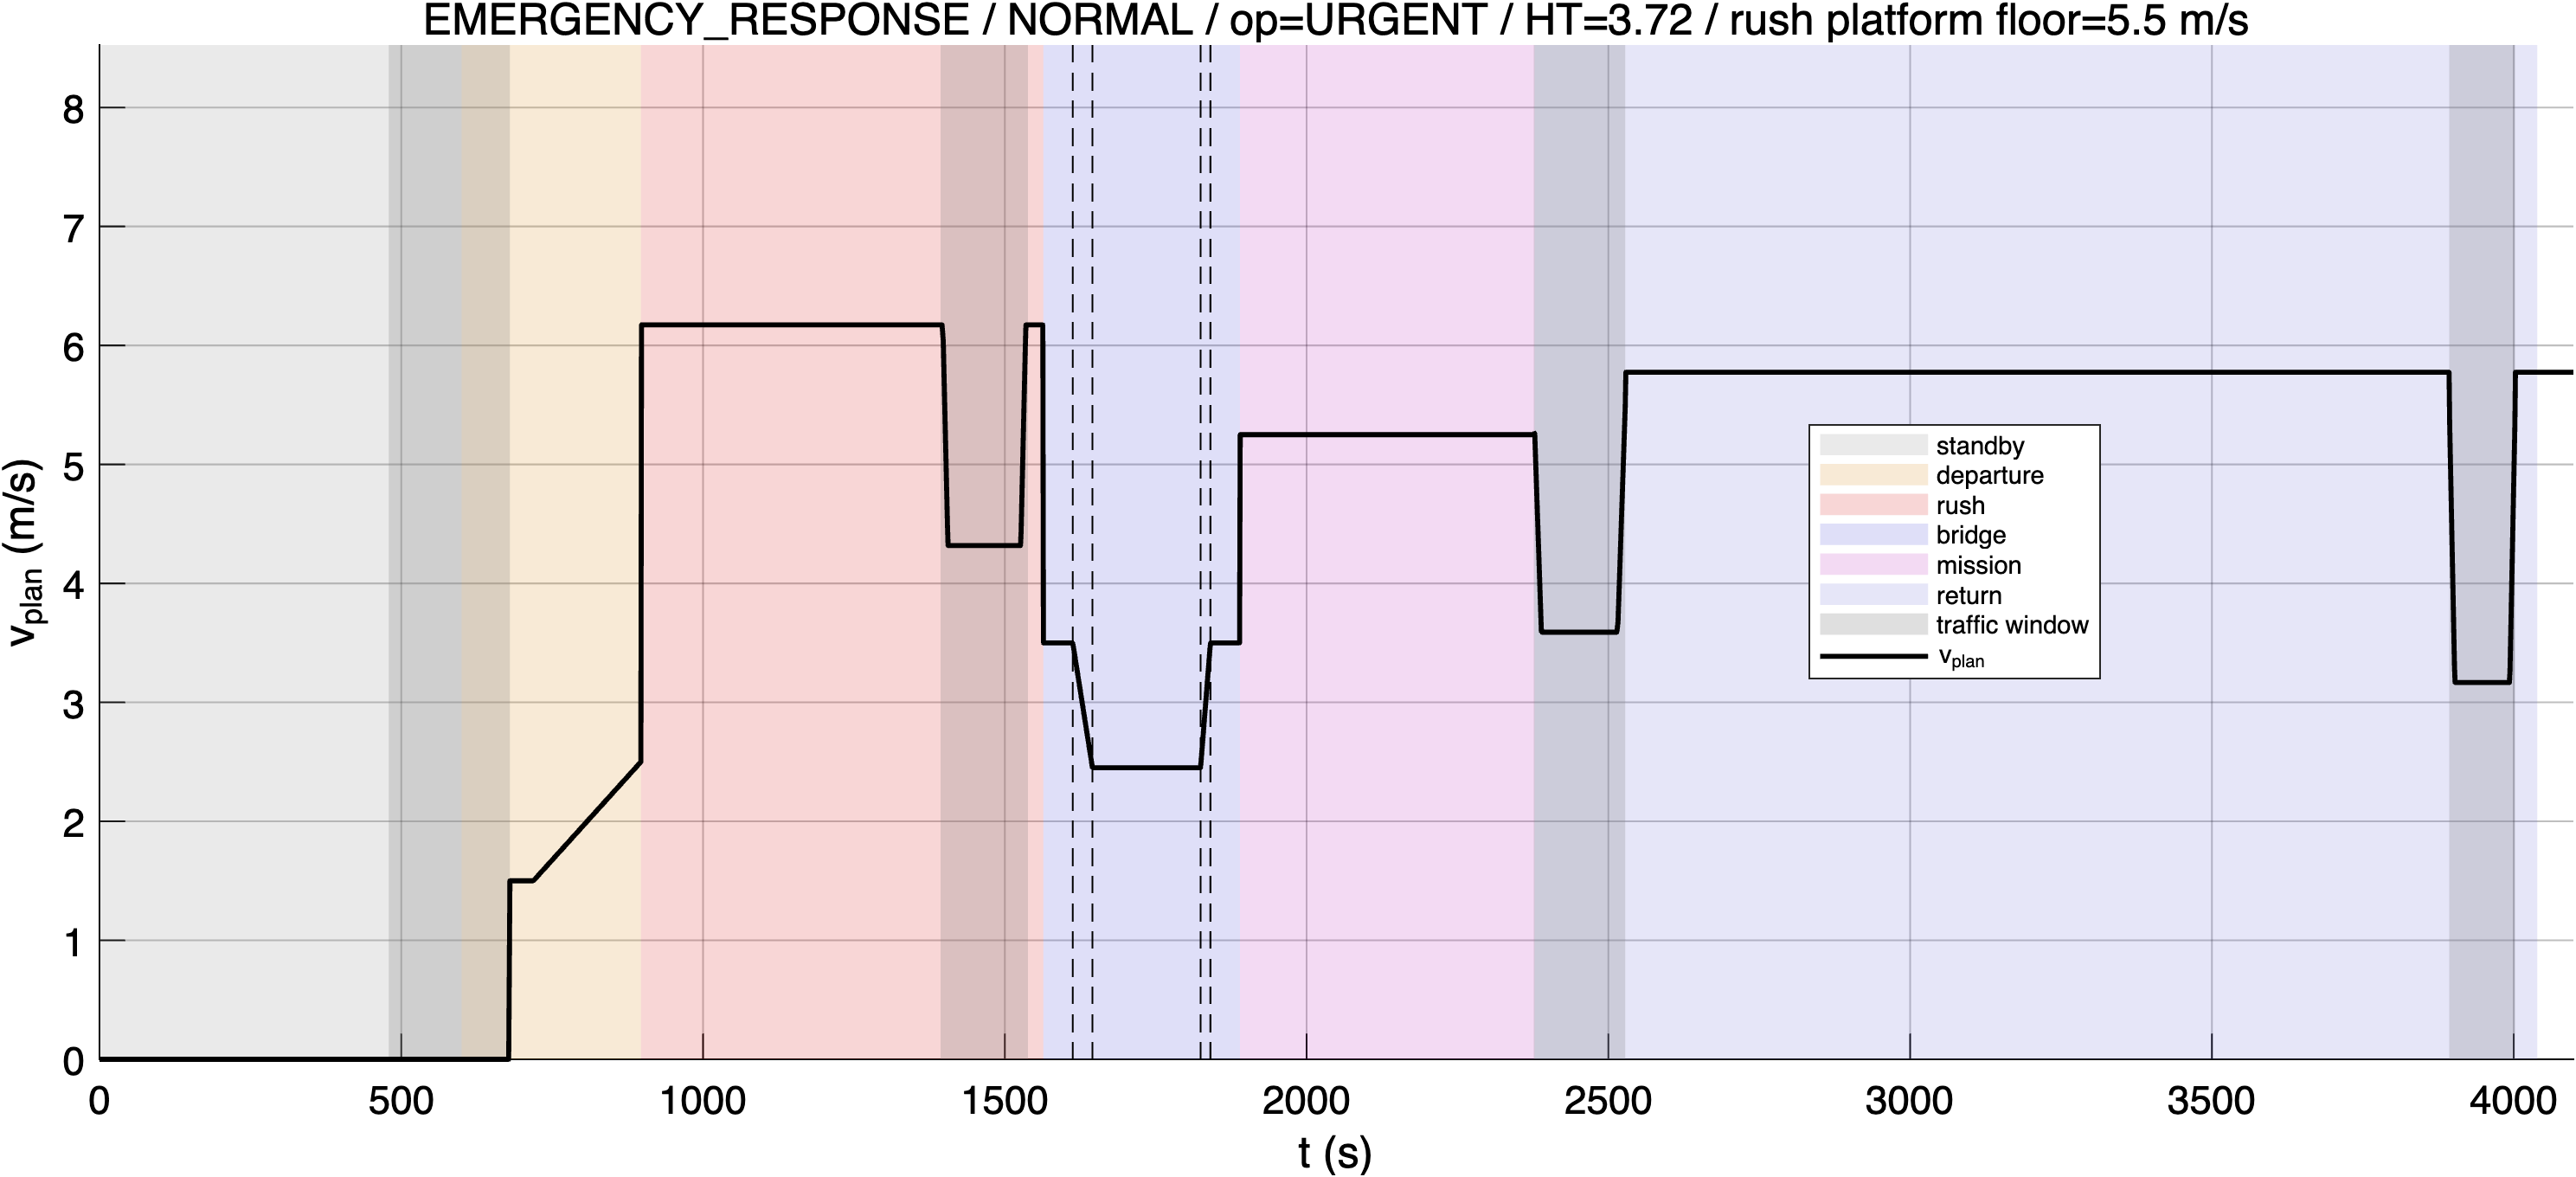 EMERGENCY_RESPONSE / NORMAL / op=URGENT / HT=3.72 / rush platform floor=5.5 m/s
8
7
6
5
4
3
2
1
0
v_plan (m/s)
standby
departure
rush
bridge
mission
return
traffic window
v_plan
0 500 1000 1500 2000 2500 3000 3500 4000
t (s)